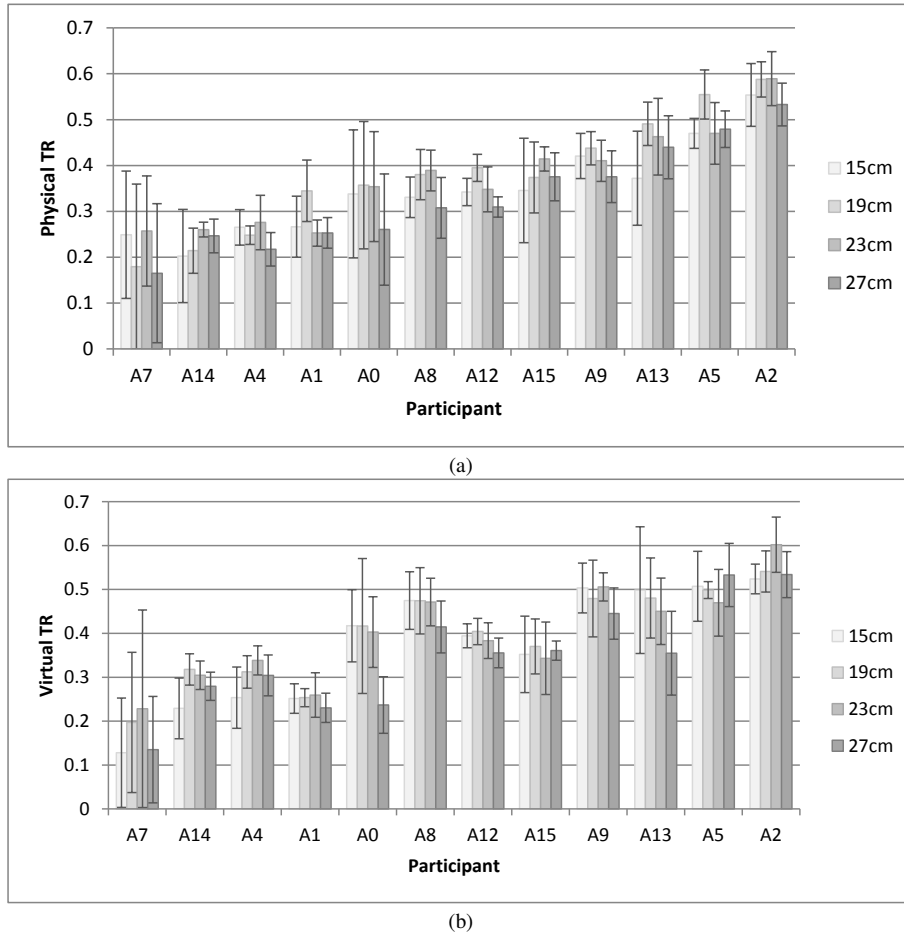 0.7
0.6
0.5
0.4
0.3
0.2
0.1
0
Physical TR
A7 A14 A4 A1 A0 A8 A12 A15 A9 A13 A5 A2
Participant
15cm
19cm
23cm
27cm
(a)
0.7
0.6
0.5
0.4
0.3
0.2
0.1
0
Virtual TR
A7 A14 A4 A1 A0 A8 A12 A15 A9 A13 A5 A2
Participant
15cm
19cm
23cm
27cm
(b)